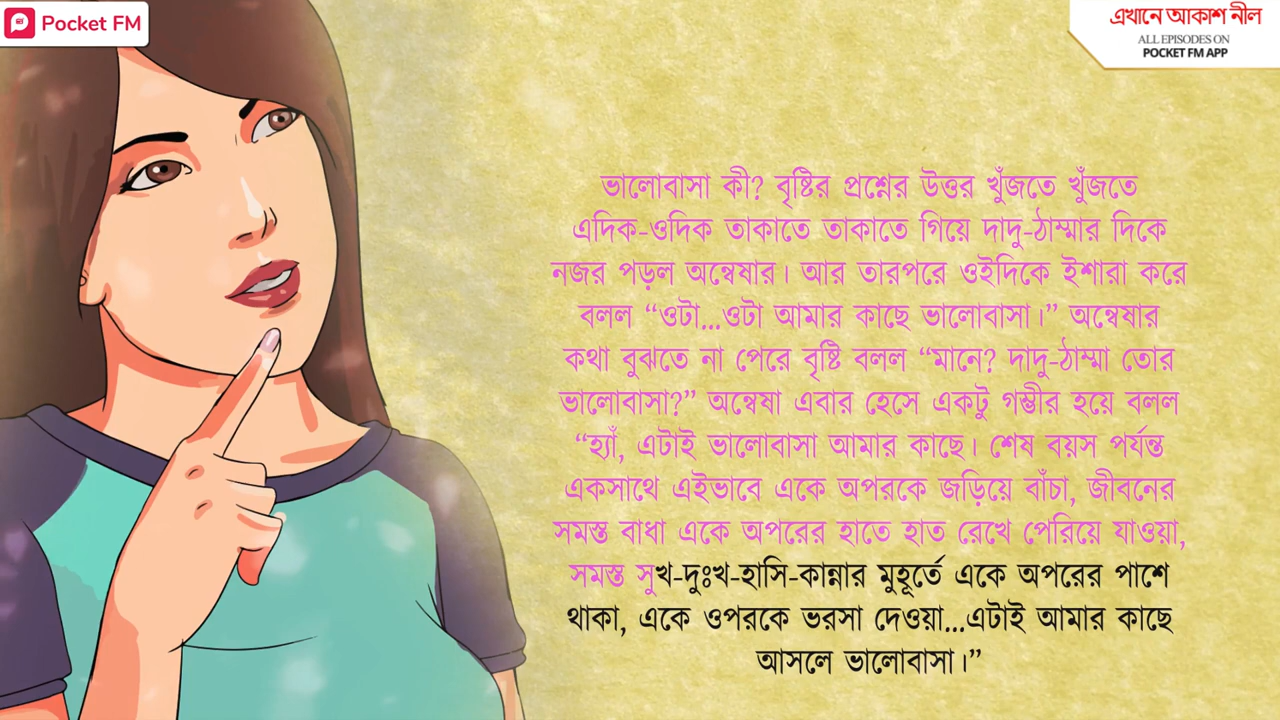 Pocket FM
এখানে আকাশ নীল
ALL EPISODES ON
POCKET FM APP
ভালোবাসা কী? বৃষ্টির প্রশ্নের উত্তর খুঁজতে খুঁজতে
এদিক-ওদিক তাকাতে তাকাতে গিয়ে দাদু-ঠাম্মার দিকে
নজর পড়ল অন্বেষার। আর তারপরে ওইদিকে ইশারা করে
বলল “ওটা...ওটা আমার কাছে ভালোবাসা।” অন্বেষার
কথা বুঝতে না পেরে বৃষ্টি বলল “মানে? দাদু-ঠাম্মা তোর
ভালোবাসা?” অন্বেষা এবার হেসে একটু গম্ভীর হয়ে বলল
“হ্যাঁ, এটাই ভালোবাসা আমার কাছে। শেষ বয়স পর্যন্ত
একসাথে এইভাবে একে অপরকে জড়িয়ে বাঁচা, জীবনের
সমস্ত বাধা একে অপরের হাতে হাত রেখে পেরিয়ে যাওয়া,
সমস্ত সুখ-দুঃখ-হাসি-কান্নার মুহূর্তে একে অপরের পাশে
থাকা, একে ওপরকে ভরসা দেওয়া...এটাই আমার কাছে
আসলে ভালোবাসা।”